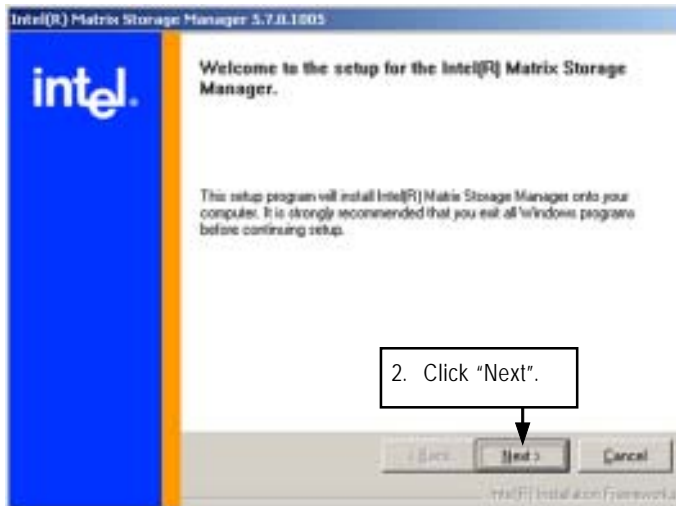 Intel(R) Matrix Storage Manager 5.7.0.1005
intel.
Welcome to the setup for the Intel(R) Matrix Storage
Manager.
This setup program will install Intel(R) Matrix Storage Manager onto your
computer. It is strongly recommended that you exit all Windows programs
before continuing setup.
2. Click "Next".
< Back
Next >
Cancel
Intel(R) Installation Framework